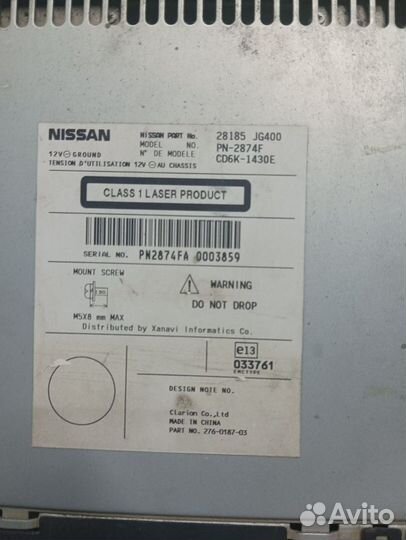 NISSAN
NISSAN PART No. 28185 JG400
MODEL NO. PN-2874F
N° DE MODELE CD6K-1430E
12V ⊖ GROUND
TENSION D'UTILISATION 12V ⊖ AU CHASSIS
CLASS 1 LASER PRODUCT
SERIAL NO. PN2874FA 0003859
MOUNT SCREW
WARNING
DO NOT DROP
M5X8 mm MAX
Distributed by Xanavi Informatics Co.
e13
033761
EMCTYPE
DESIGN NOTE NO.
Clarion Co.,Ltd
MADE IN CHINA
PART NO. 276-0187-03
Avito